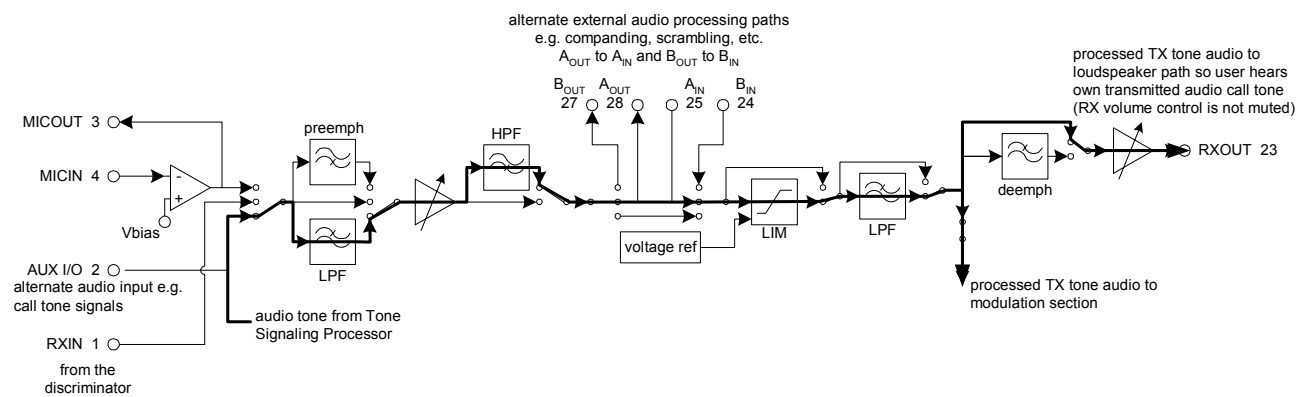 alternate external audio processing paths
e.g. companding, scrambling, etc.
AOUT to AIN and BOUT to BIN
BOUT AOUT AIN BIN
27 28 25 24
processed TX tone audio to
loudspeaker path so user hears
own transmitted audio call tone
(RX volume control is not muted)
MICOUT 3
preemph
HPF
RXOUT 23
MICIN 4
-
+
deemph
Vbias
LPF
LIM
LPF
voltage ref
AUX I/O 2
alternate audio input e.g.
call tone signals
processed TX tone audio to
modulation section
audio tone from Tone
Signaling Processor
RXIN 1
from the
discriminator